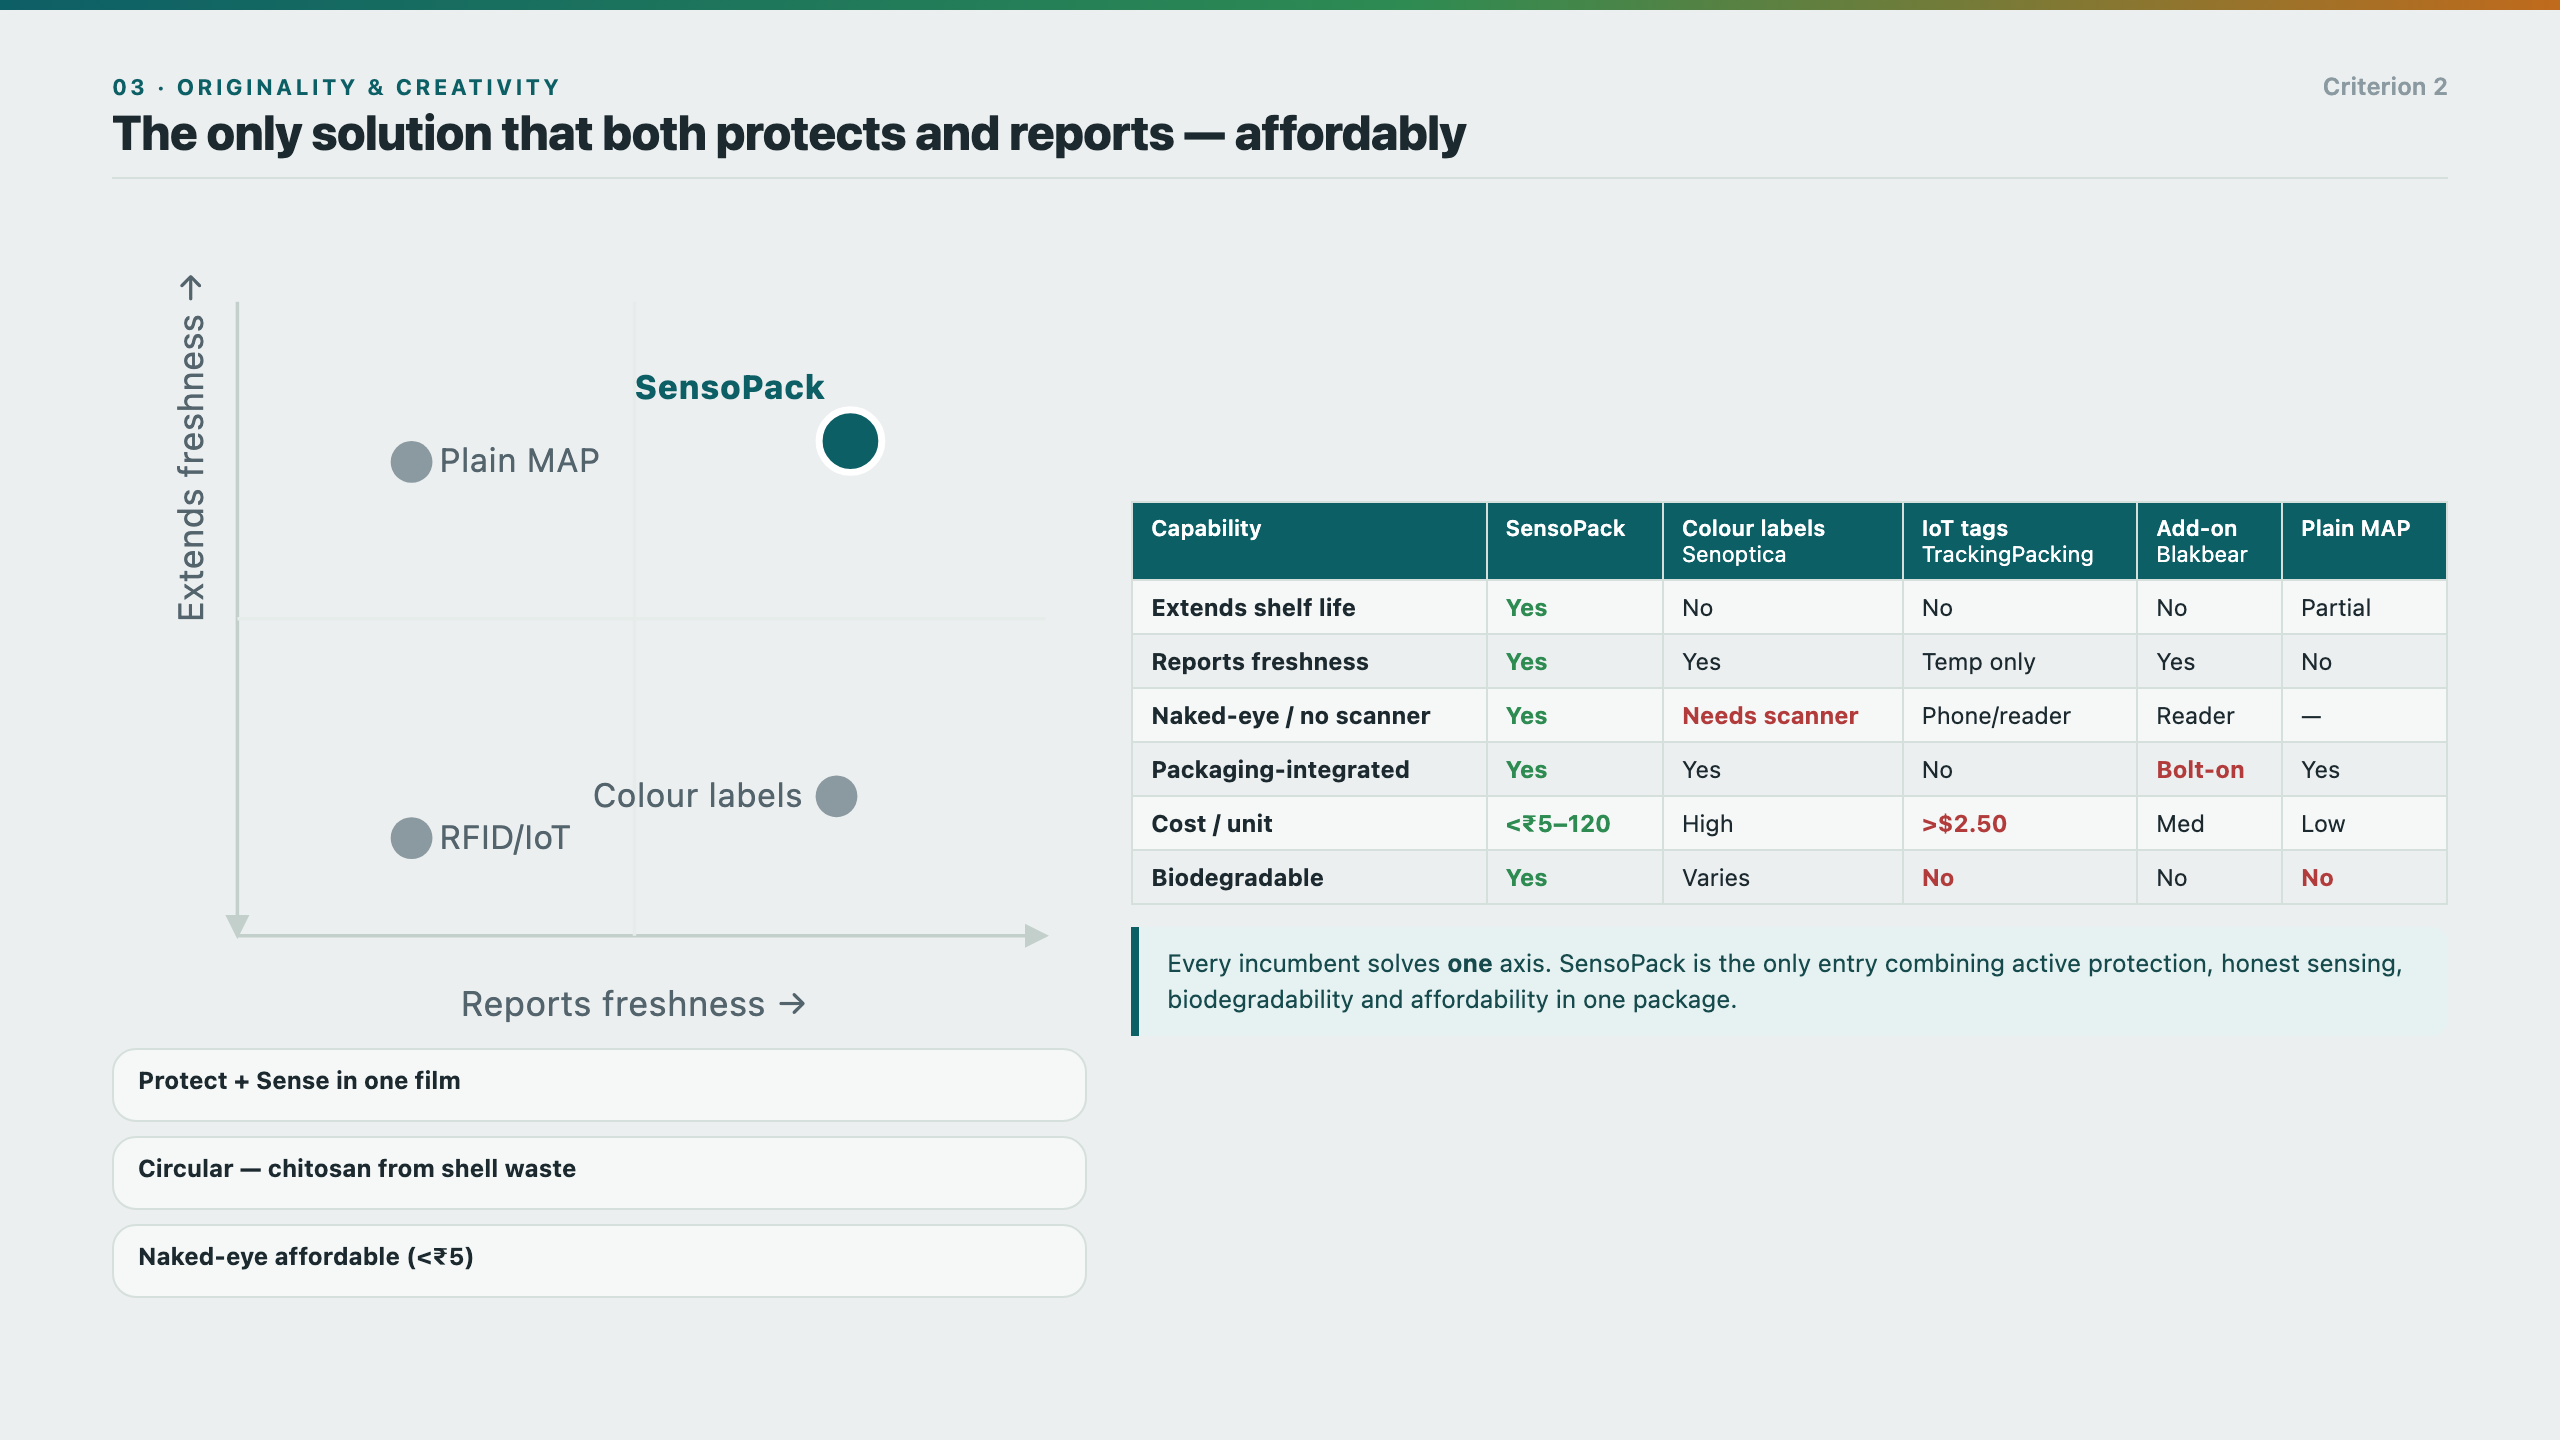 03 · ORIGINALITY & CREATIVITY
Criterion 2
The only solution that both protects and reports — affordably
Extends freshness →
SensoPack
Plain MAP
Colour labels
RFID/IoT
Reports freshness →
Protect + Sense in one film
Circular — chitosan from shell waste
Naked-eye affordable (<₹5)
Capability SensoPack Colour labels IoT tags Add-on Plain MAP
Senoptica TrackingPacking Blakbear
Extends shelf life Yes No No No Partial
Reports freshness Yes Yes Temp only Yes No
Naked-eye / no scanner Yes Needs scanner Phone/reader Reader —
Packaging-integrated Yes Yes No Bolt-on Yes
Cost / unit <₹5–120 High >$2.50 Med Low
Biodegradable Yes Varies No No No
Every incumbent solves one axis. SensoPack is the only entry combining active protection, honest sensing,
biodegradability and affordability in one package.